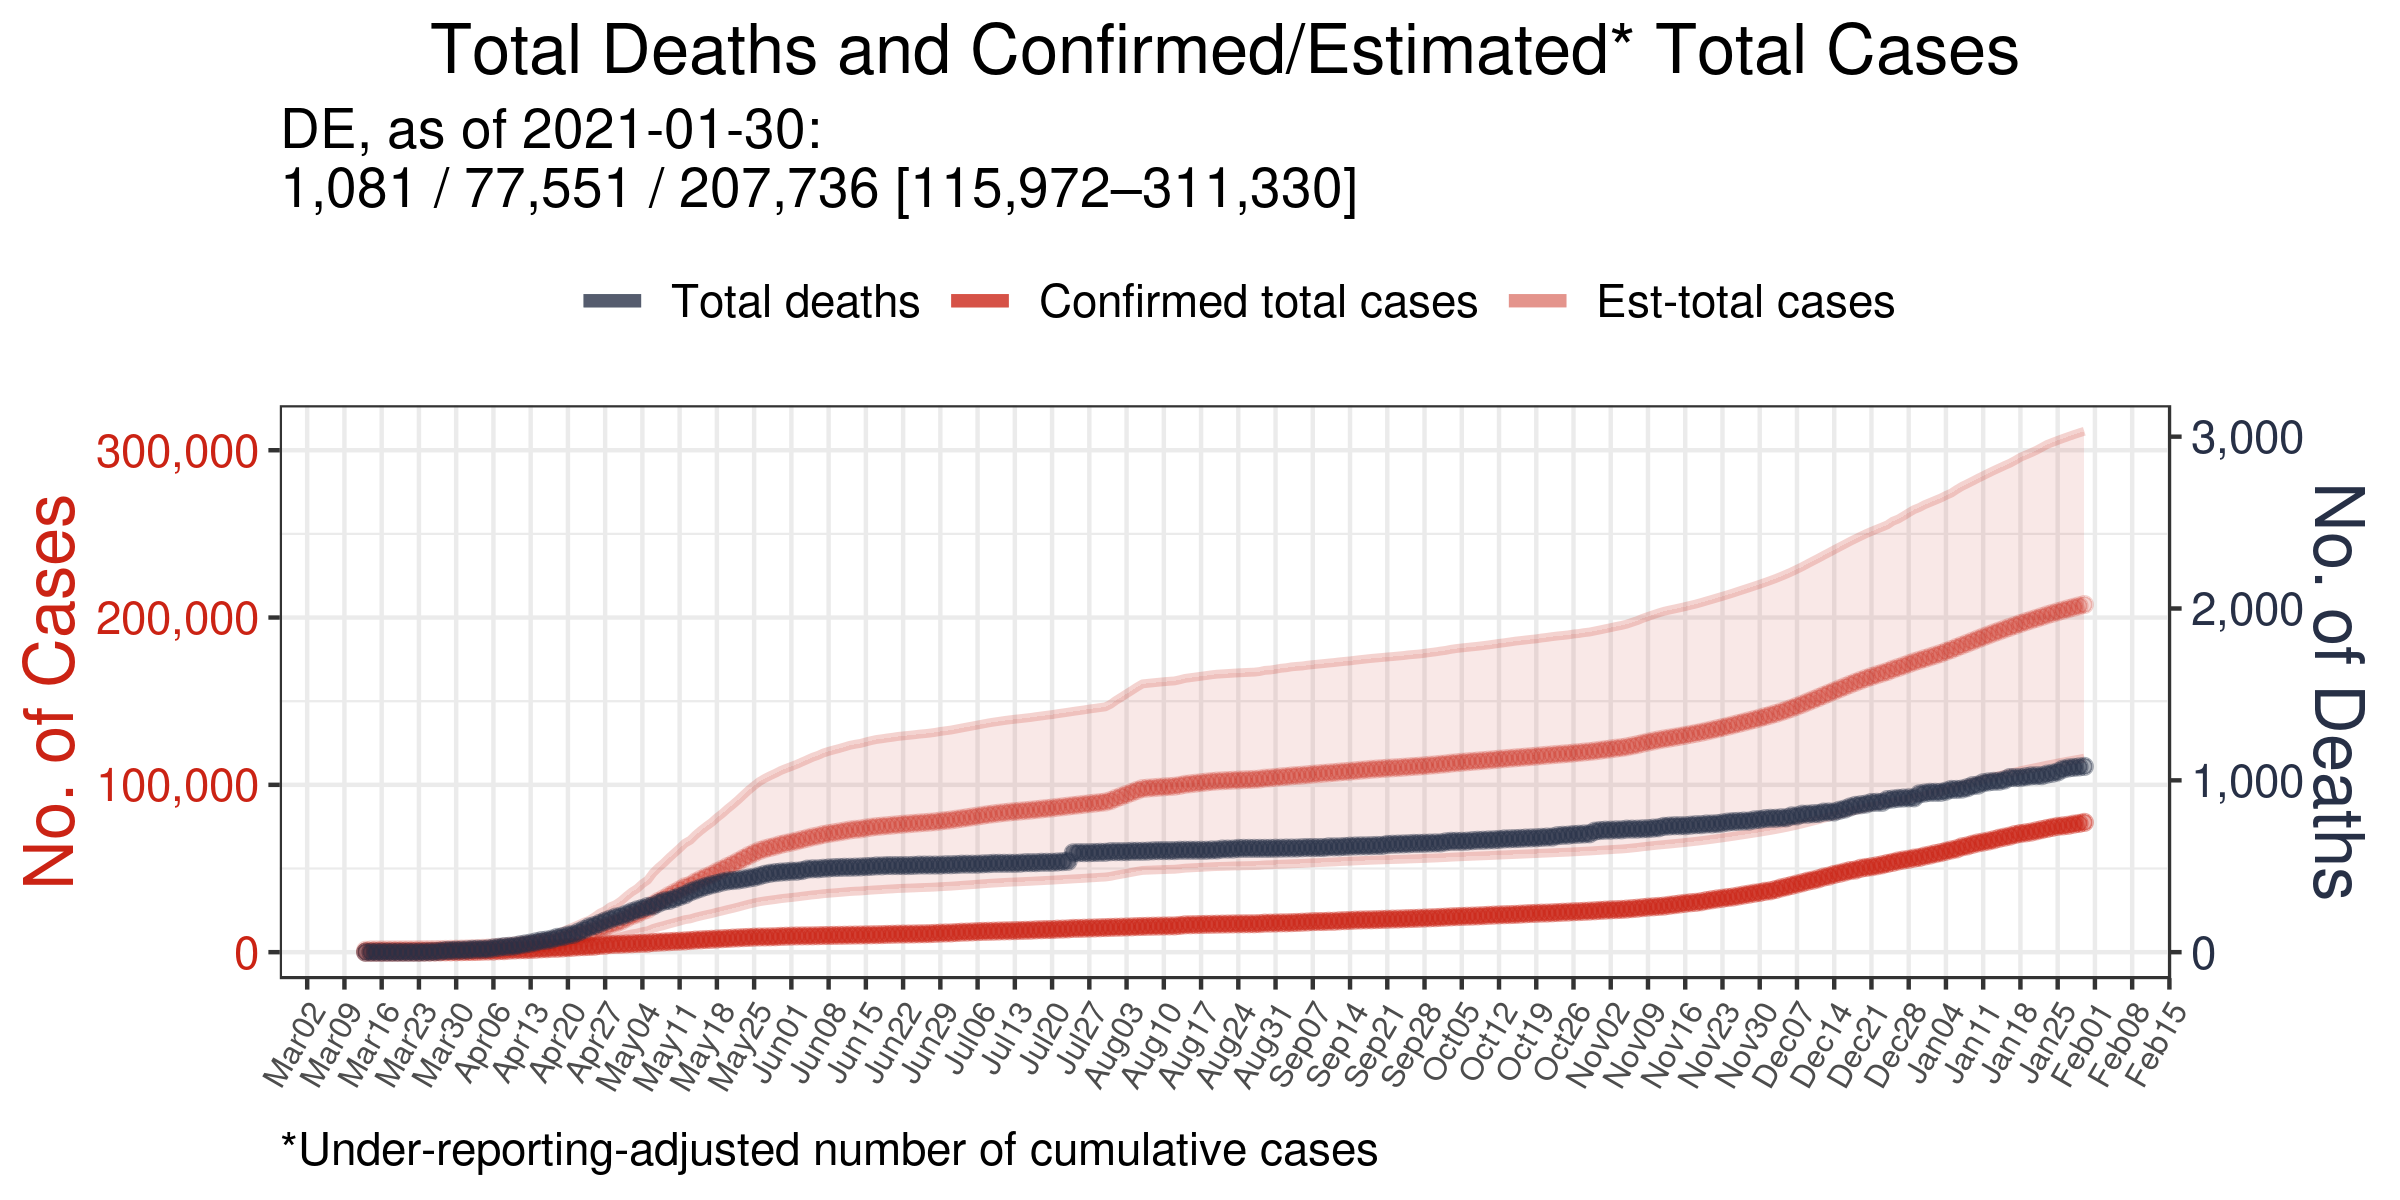 Total Deaths and Confirmed/Estimated* Total Cases
DE, as of 2021-01-30:
1,081 / 77,551 / 207,736 [115,972–311,330]
Total deaths Confirmed total cases Est-total cases
No. of Cases
300,000
200,000
100,000
0
3,000
2,000
1,000
0
No. of Deaths
Mar02 Mar09 Mar16 Mar23 Mar30 Apr06 Apr13 Apr20 Apr27 May04 May11 May18 May25 Jun01 Jun08 Jun15 Jun22 Jun29 Jul06 Jul13 Jul20 Jul27 Aug03 Aug10 Aug17 Aug24 Aug31 Sep07 Sep14 Sep21 Sep28 Oct05 Oct12 Oct19 Oct26 Nov02 Nov09 Nov16 Nov23 Nov30 Dec07 Dec14 Dec21 Dec28 Jan04 Jan11 Jan18 Jan25 Feb01 Feb08 Feb15
*Under-reporting-adjusted number of cumulative cases